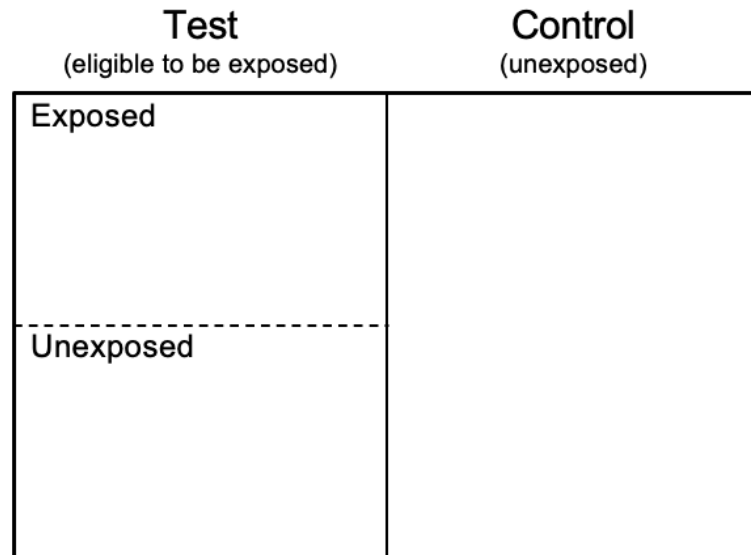 Test
(eligible to be exposed)
Control
(unexposed)
Exposed
Unexposed